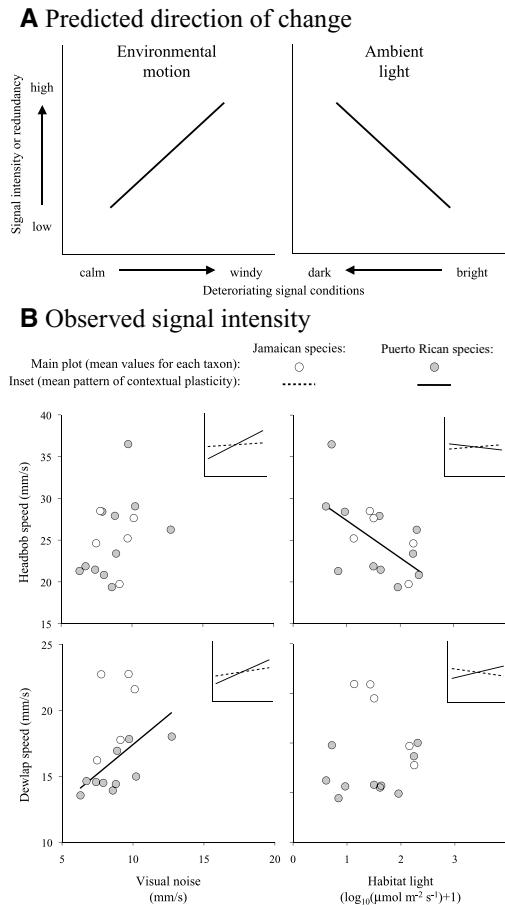 A Predicted direction of change
Environmental
motion
Ambient
light
Signal intensity or redundancy
high
low
calm
windy
dark
bright
Deteriorating signal conditions
B Observed signal intensity
Jamaican species:
Puerto Rican species:
Main plot (mean values for each taxon):
Inset (mean pattern of contextual plasticity):
Headbob speed (mm/s)
40
35
30
25
20
15
Dewlap speed (mm/s)
25
20
15
10
5
10
15
20
Visual noise
(mm/s)
0
1
2
3
Habitat light
(log10(μmol m-2 s-1)+1)